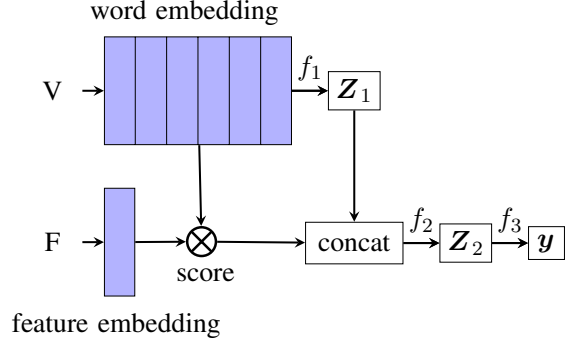 word embedding
V
f₁
Z₁
F
score
concat
f₂
Z₂
f₃
y
feature embedding